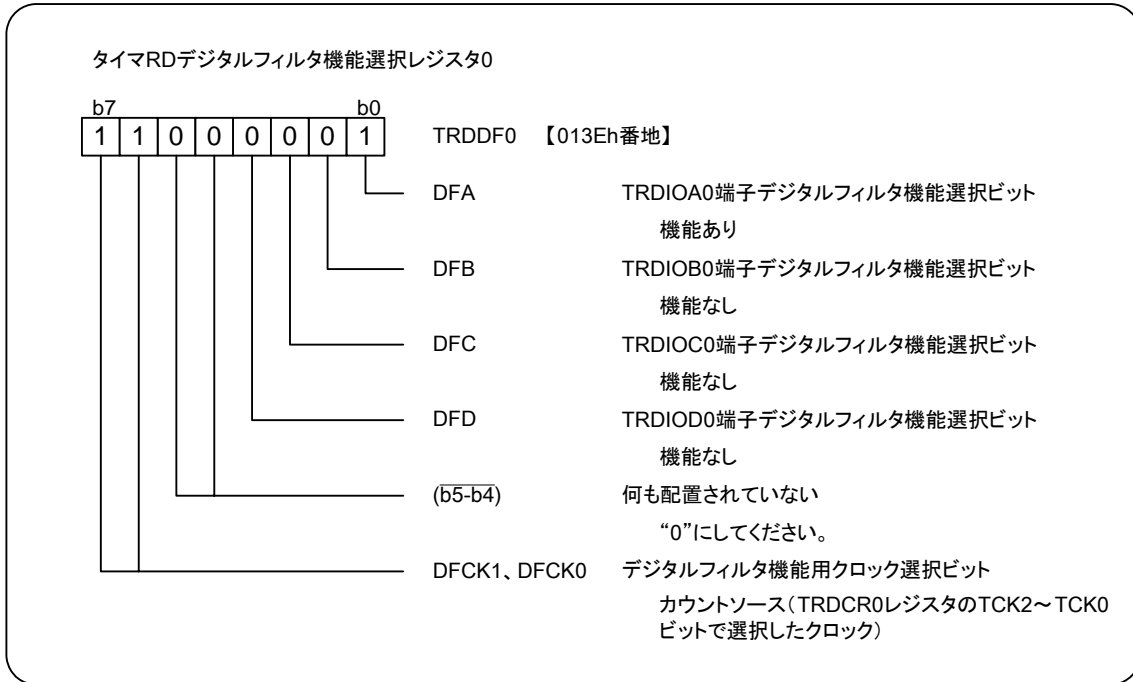 タイマRDデジタルフィルタ機能選択レジスタ0
b7 b0
1 1 0 0 0 0 0 1 TRDDF0 【013Eh番地】
DFA TRDIOA0端子デジタルフィルタ機能選択ビット
機能あり
DFB TRDIOB0端子デジタルフィルタ機能選択ビット
機能なし
DFC TRDIOC0端子デジタルフィルタ機能選択ビット
機能なし
DFD TRDIOD0端子デジタルフィルタ機能選択ビット
機能なし
(b5-b4) 何も配置されていない
“0”にしてください。
DFCK1、DFCK0 デジタルフィルタ機能用クロック選択ビット
カウントソース(TRDCR0レジスタのTCK2～TCK0
ビットで選択したクロック)